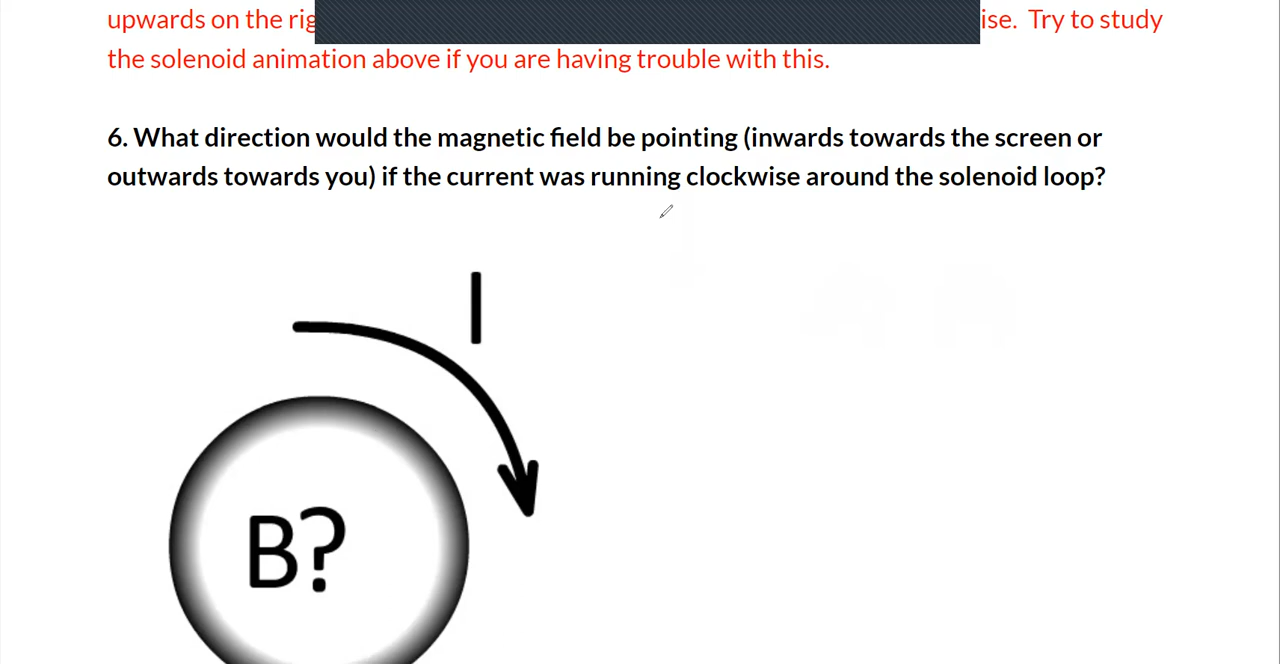 upwards on the rig
ise. Try to study
the solenoid animation above if you are having trouble with this.
6. What direction would the magnetic field be pointing (inwards towards the screen or
outwards towards you) if the current was running clockwise around the solenoid loop?
I
B?